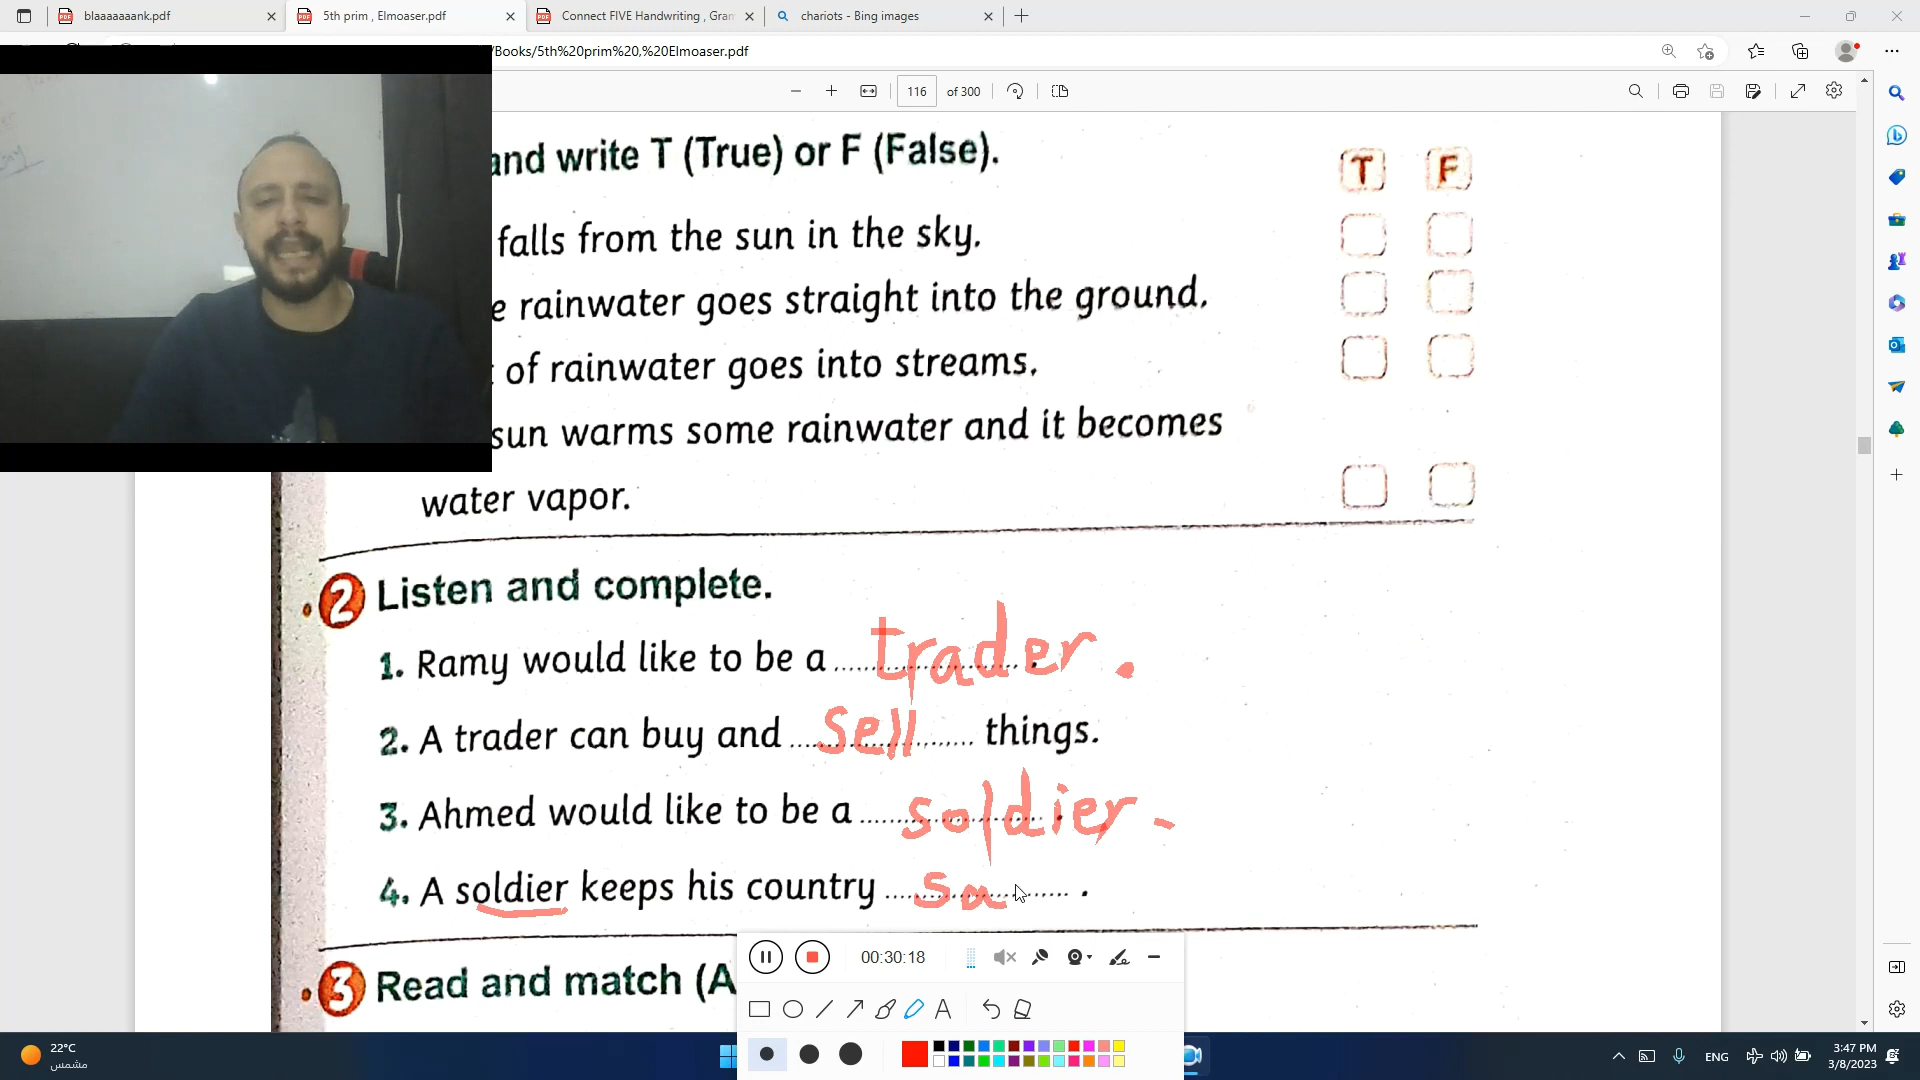 blaaaaaank.pdf
5th prim , Elmoaser.pdf
Connect FIVE Handwriting , Gran
chariots - Bing images
/Books/5th%20prim%20,%20Elmoaser.pdf
116 of 300
and write T (True) or F (False).
T F
falls from the sun in the sky.
e rainwater goes straight into the ground.
of rainwater goes into streams.
sun warms some rainwater and it becomes
water vapor.
2 Listen and complete.
1. Ramy would like to be a trader.
2. A trader can buy and sell things.
3. Ahmed would like to be a soldier.
4. A soldier keeps his country sa.
3 Read and match (A
00:30:18
A
22°C
مشمس
ENG
3:47 PM
3/8/2023